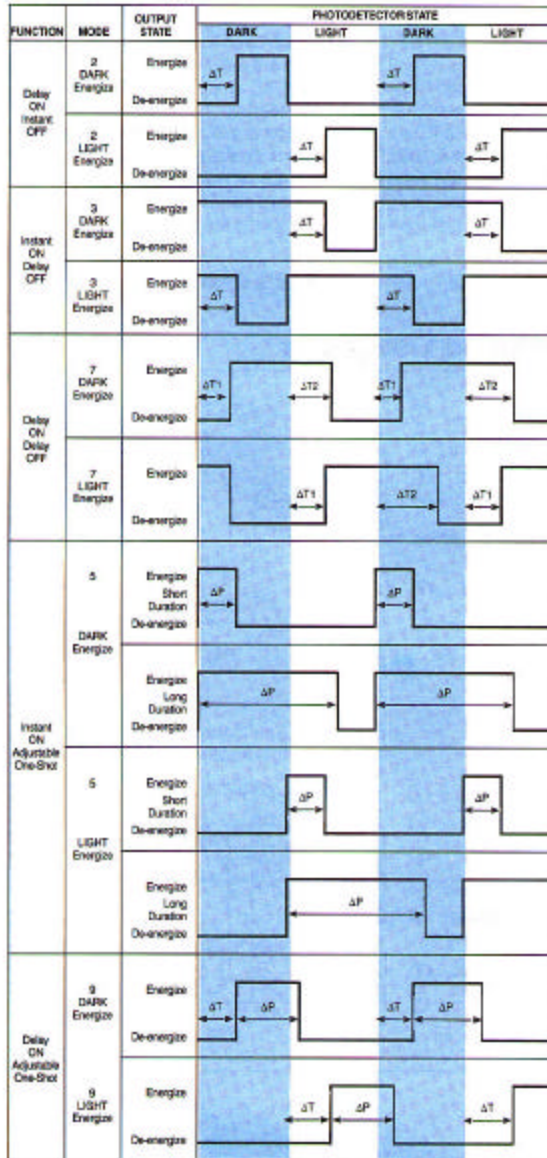 PHOTODETECTOR STATE
FUNCTION MODE OUTPUT STATE DARK LIGHT DARK LIGHT
Delay ON Instant OFF
2 DARK Energize
Energize
ΔT ΔT
De-energize
2 LIGHT Energize
Energize
ΔT ΔT
De-energize
Instant ON Delay OFF
3 DARK Energize
Energize
ΔT ΔT
De-energize
3 LIGHT Energize
Energize
ΔT ΔT
De-energize
Delay ON Delay OFF
7 DARK Energize
Energize
ΔT1 ΔT2 ΔT1 ΔT2
De-energize
7 LIGHT Energize
Energize
ΔT1 ΔT2 ΔT1
De-energize
Instant ON Adjustable One-Shot
5
DARK Energize
Energize
Short Duration
ΔP ΔP
De-energize
Energize
Long Duration
ΔP ΔP
De-energize
5
LIGHT Energize
Energize
Short Duration
ΔP ΔP
De-energize
Energize
Long Duration
ΔP
De-energize
Delay ON Adjustable One-Shot
9 DARK Energize
Energize
ΔT ΔP ΔT ΔP
De-energize
9 LIGHT Energize
Energize
ΔT ΔP ΔT
De-energize